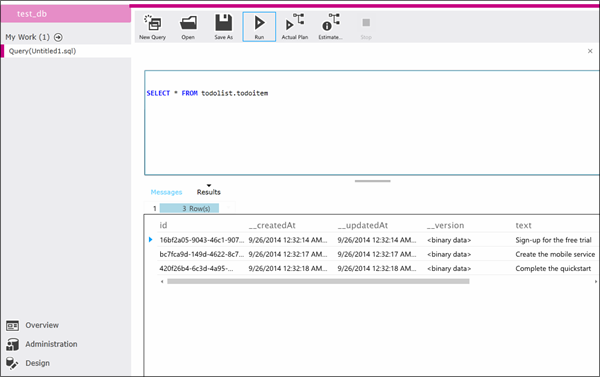 test_db
My Work (1)
Query(Untitled1.sql)
New Query Open Save As Run Actual Plan Estimate... Stop
SELECT * FROM todolist.todoitem
Messages Results
1 3 Row(s)
id __createdAt __updatedAt __version text
16bf2a05-9043-46c1-907... 9/26/2014 12:32:14 AM... 9/26/2014 12:32:14 AM... <binary data> Sign-up for the free trial
bc7fca9d-149d-4622-8c7... 9/26/2014 12:32:17 AM... 9/26/2014 12:32:17 AM... <binary data> Create the mobile service
420f26b4-6c3d-4a95-... 9/26/2014 12:32:14 AM... 9/26/2014 12:32:14 AM... <binary data> Complete the quickstart
Overview
Administration
Design